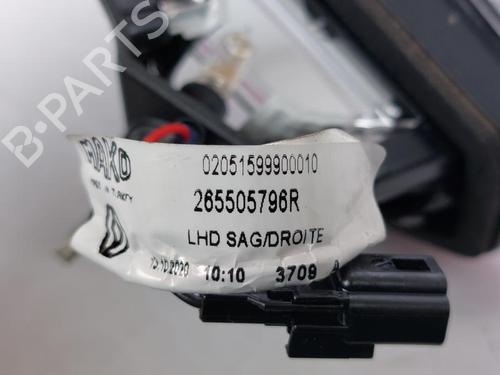 B-PARTS
02051599900010
265505796R
LHD SAG/DROITE
10:10 3709 A